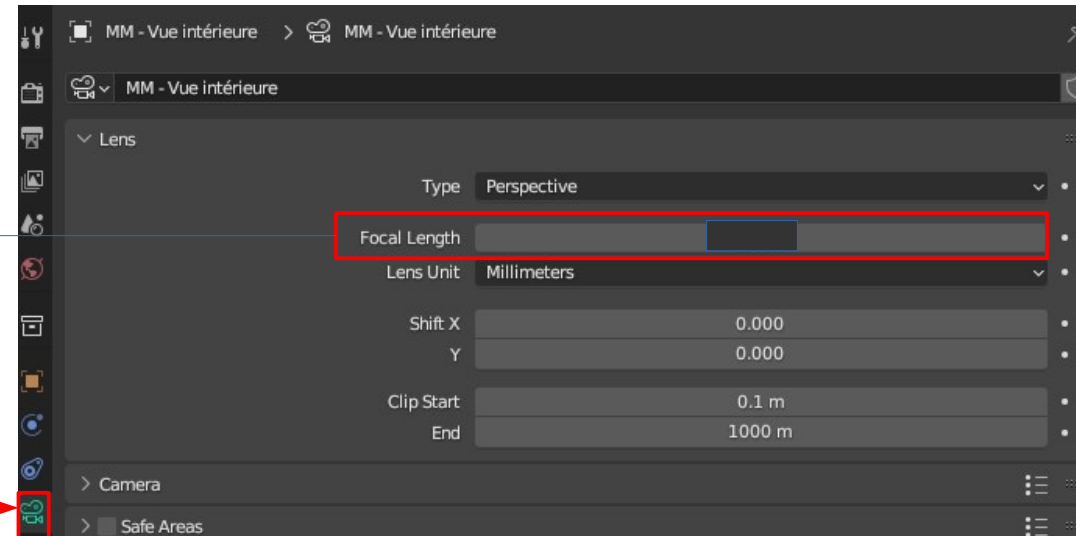 MM - Vue intérieure > MM - Vue intérieure
MM - Vue intérieure
Lens
Type Perspective
Focal Length
Lens Unit Millimeters
Shift X 0.000
Y 0.000
Clip Start 0.1 m
End 1000 m
Camera
Safe Areas